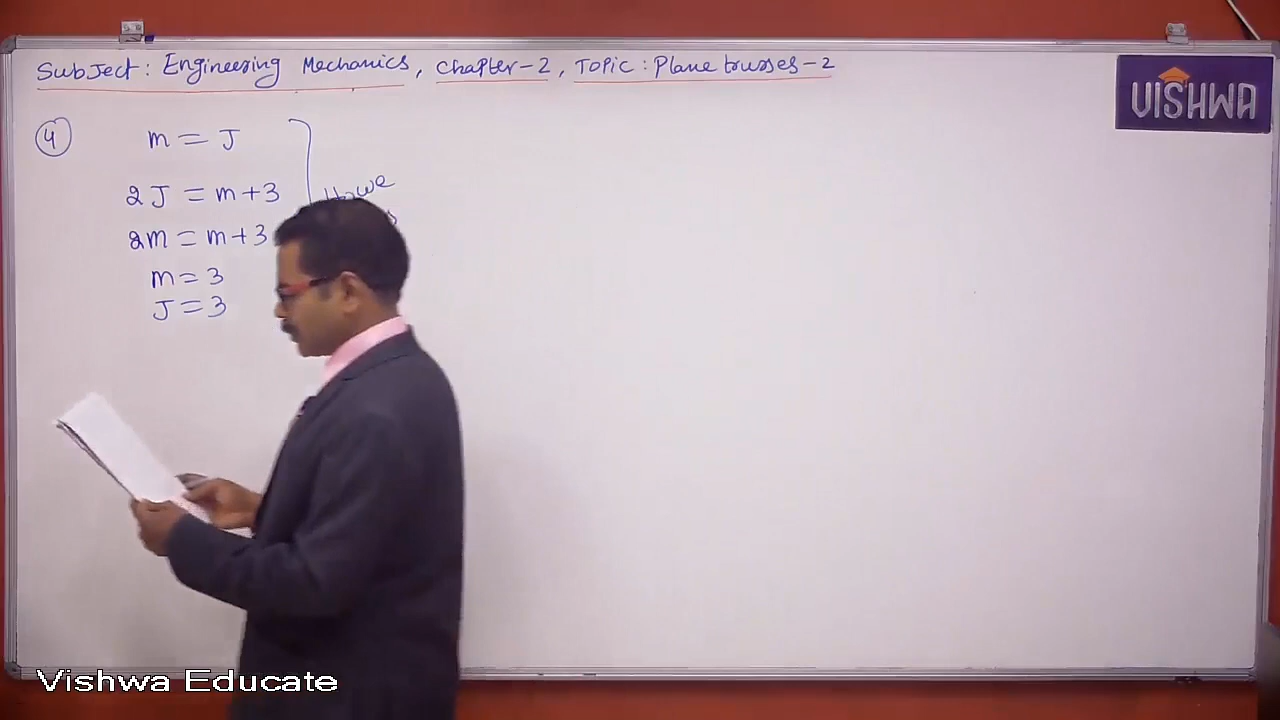 Subject: Engineering Mechanics, Chapter-2, Topic: Plane trusses-2
VISHWA
4
m = J
2J = m+3
Howe
2m = m+3
m = 3
J = 3
Vishwa Educate